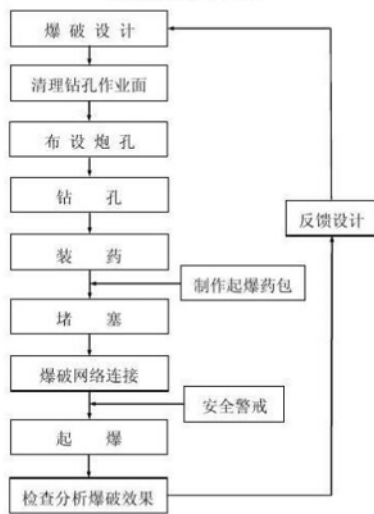 爆破设计
清理钻孔作业面
布设炮孔
钻孔
反馈设计
装药
制作起爆药包
堵塞
爆破网络连接
安全警戒
起爆
检查分析爆破效果